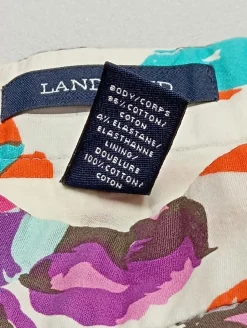 LAND
D
BODY/CORPS
96% COTTON/
COTON
4% ELASTANE/
ELASTHANNE
LINING/
DOUBLURE
100% COTTON/
COTON